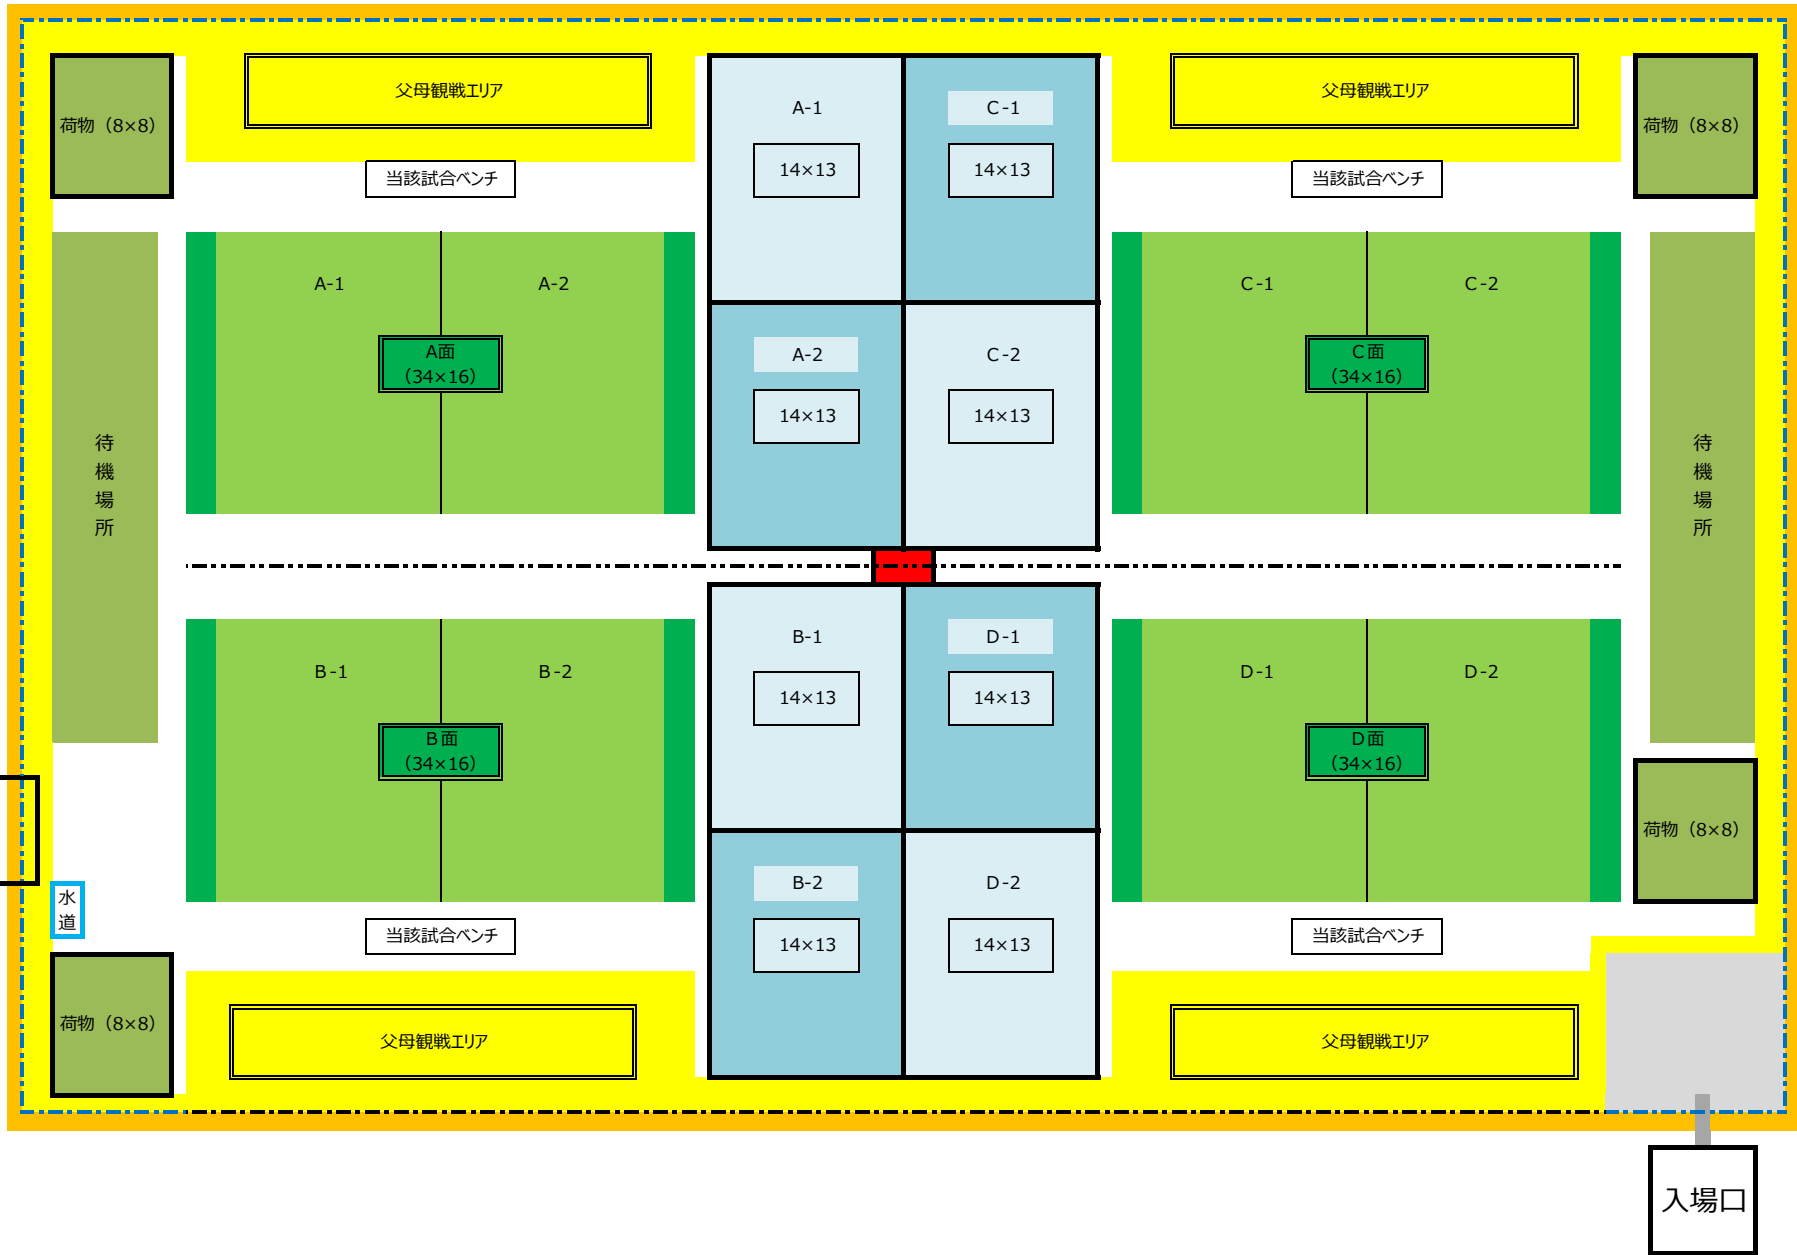 父母観戦エリア
父母観戦エリア
荷物（8×8）
A-1
C-1
荷物（8×8）
14×13
14×13
当該試合ベンチ
当該試合ベンチ
A-1
A-2
C-1
C-2
A面
（34×16）
A-2
C-2
C面
（34×16）
14×13
14×13
待
機
場
所
待
機
場
所
B-1
D-1
B-1
B-2
D-1
D-2
14×13
14×13
B面
（34×16）
D面
（34×16）
荷物（8×8）
水
道
B-2
D-2
当該試合ベンチ
14×13
14×13
当該試合ベンチ
荷物（8×8）
父母観戦エリア
父母観戦エリア
入場口